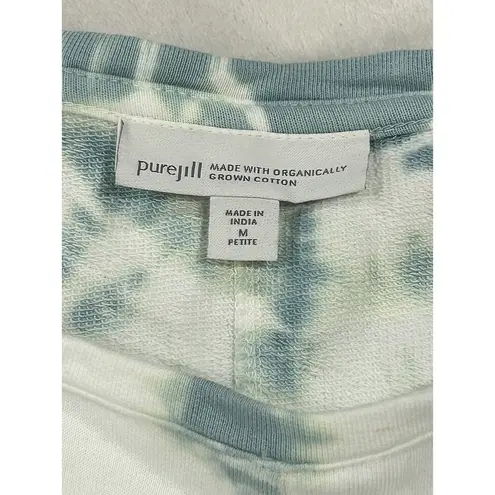 purejill MADE WITH ORGANICALLY
GROWN COTTON
MADE IN
INDIA
M
PETITE